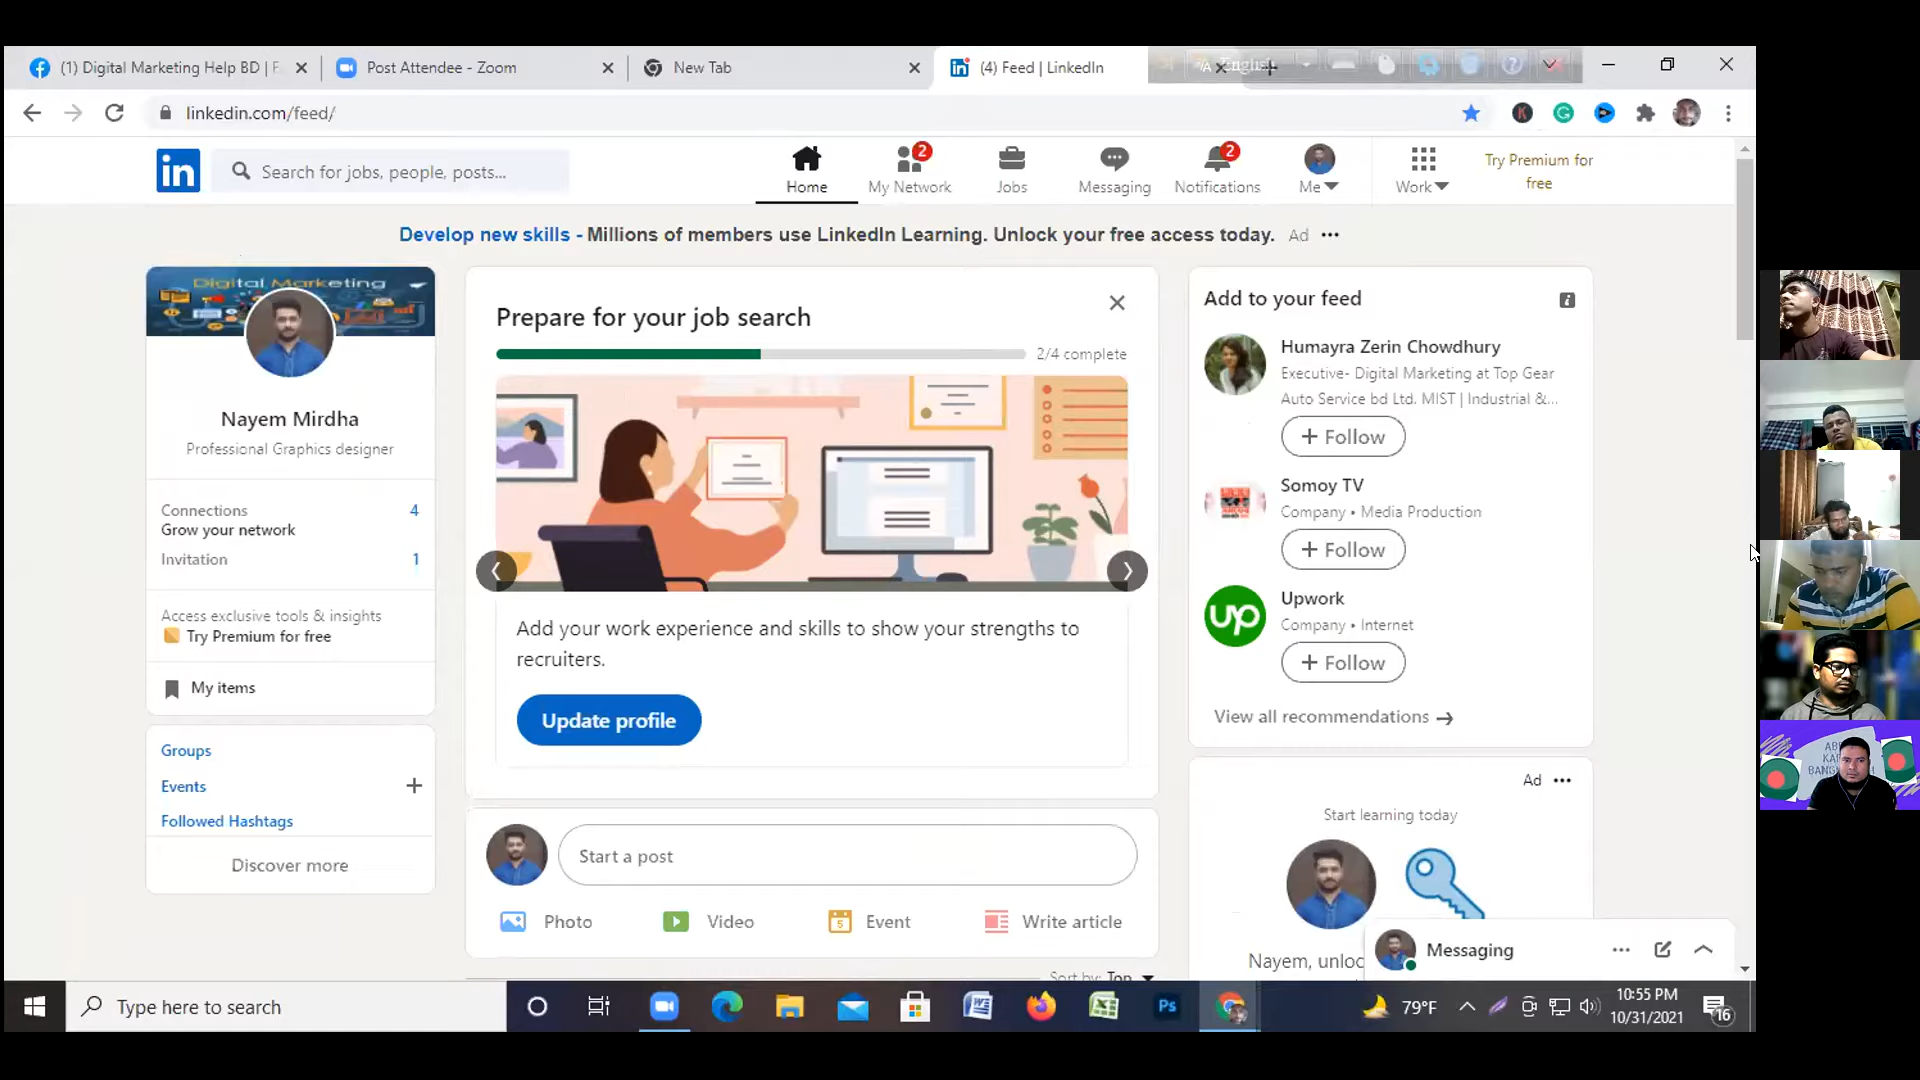 (1) Digital Marketing Help BD | F
Post Attendee - Zoom
New Tab
(4) Feed | LinkedIn
English
linkedin.com/feed/
in
Search for jobs, people, posts...
Home
2
My Network
Jobs
Messaging
2
Notifications
Me
Work
Try Premium for
free
Develop new skills - Millions of members use LinkedIn Learning. Unlock your free access today. Ad
Digital Marketing
Nayem Mirdha
Professional Graphics designer
Connections 4
Grow your network
Invitation 1
Access exclusive tools & insights
Try Premium for free
My items
Groups
Events
Followed Hashtags
Discover more
Prepare for your job search
2/4 complete
Add your work experience and skills to show your strengths to
recruiters.
Update profile
Start a post
Photo
Video
Event
Write article
Sort by: Top
Add to your feed
Humayra Zerin Chowdhury
Executive- Digital Marketing at Top Gear
Auto Service bd Ltd. MIST | Industrial &...
+ Follow
Somoy TV
Company • Media Production
+ Follow
up
Upwork
Company • Internet
+ Follow
View all recommendations →
Ad
Start learning today
Nayem, unloc
Messaging
Type here to search
Ps
79°F
10:55 PM
10/31/2021
16